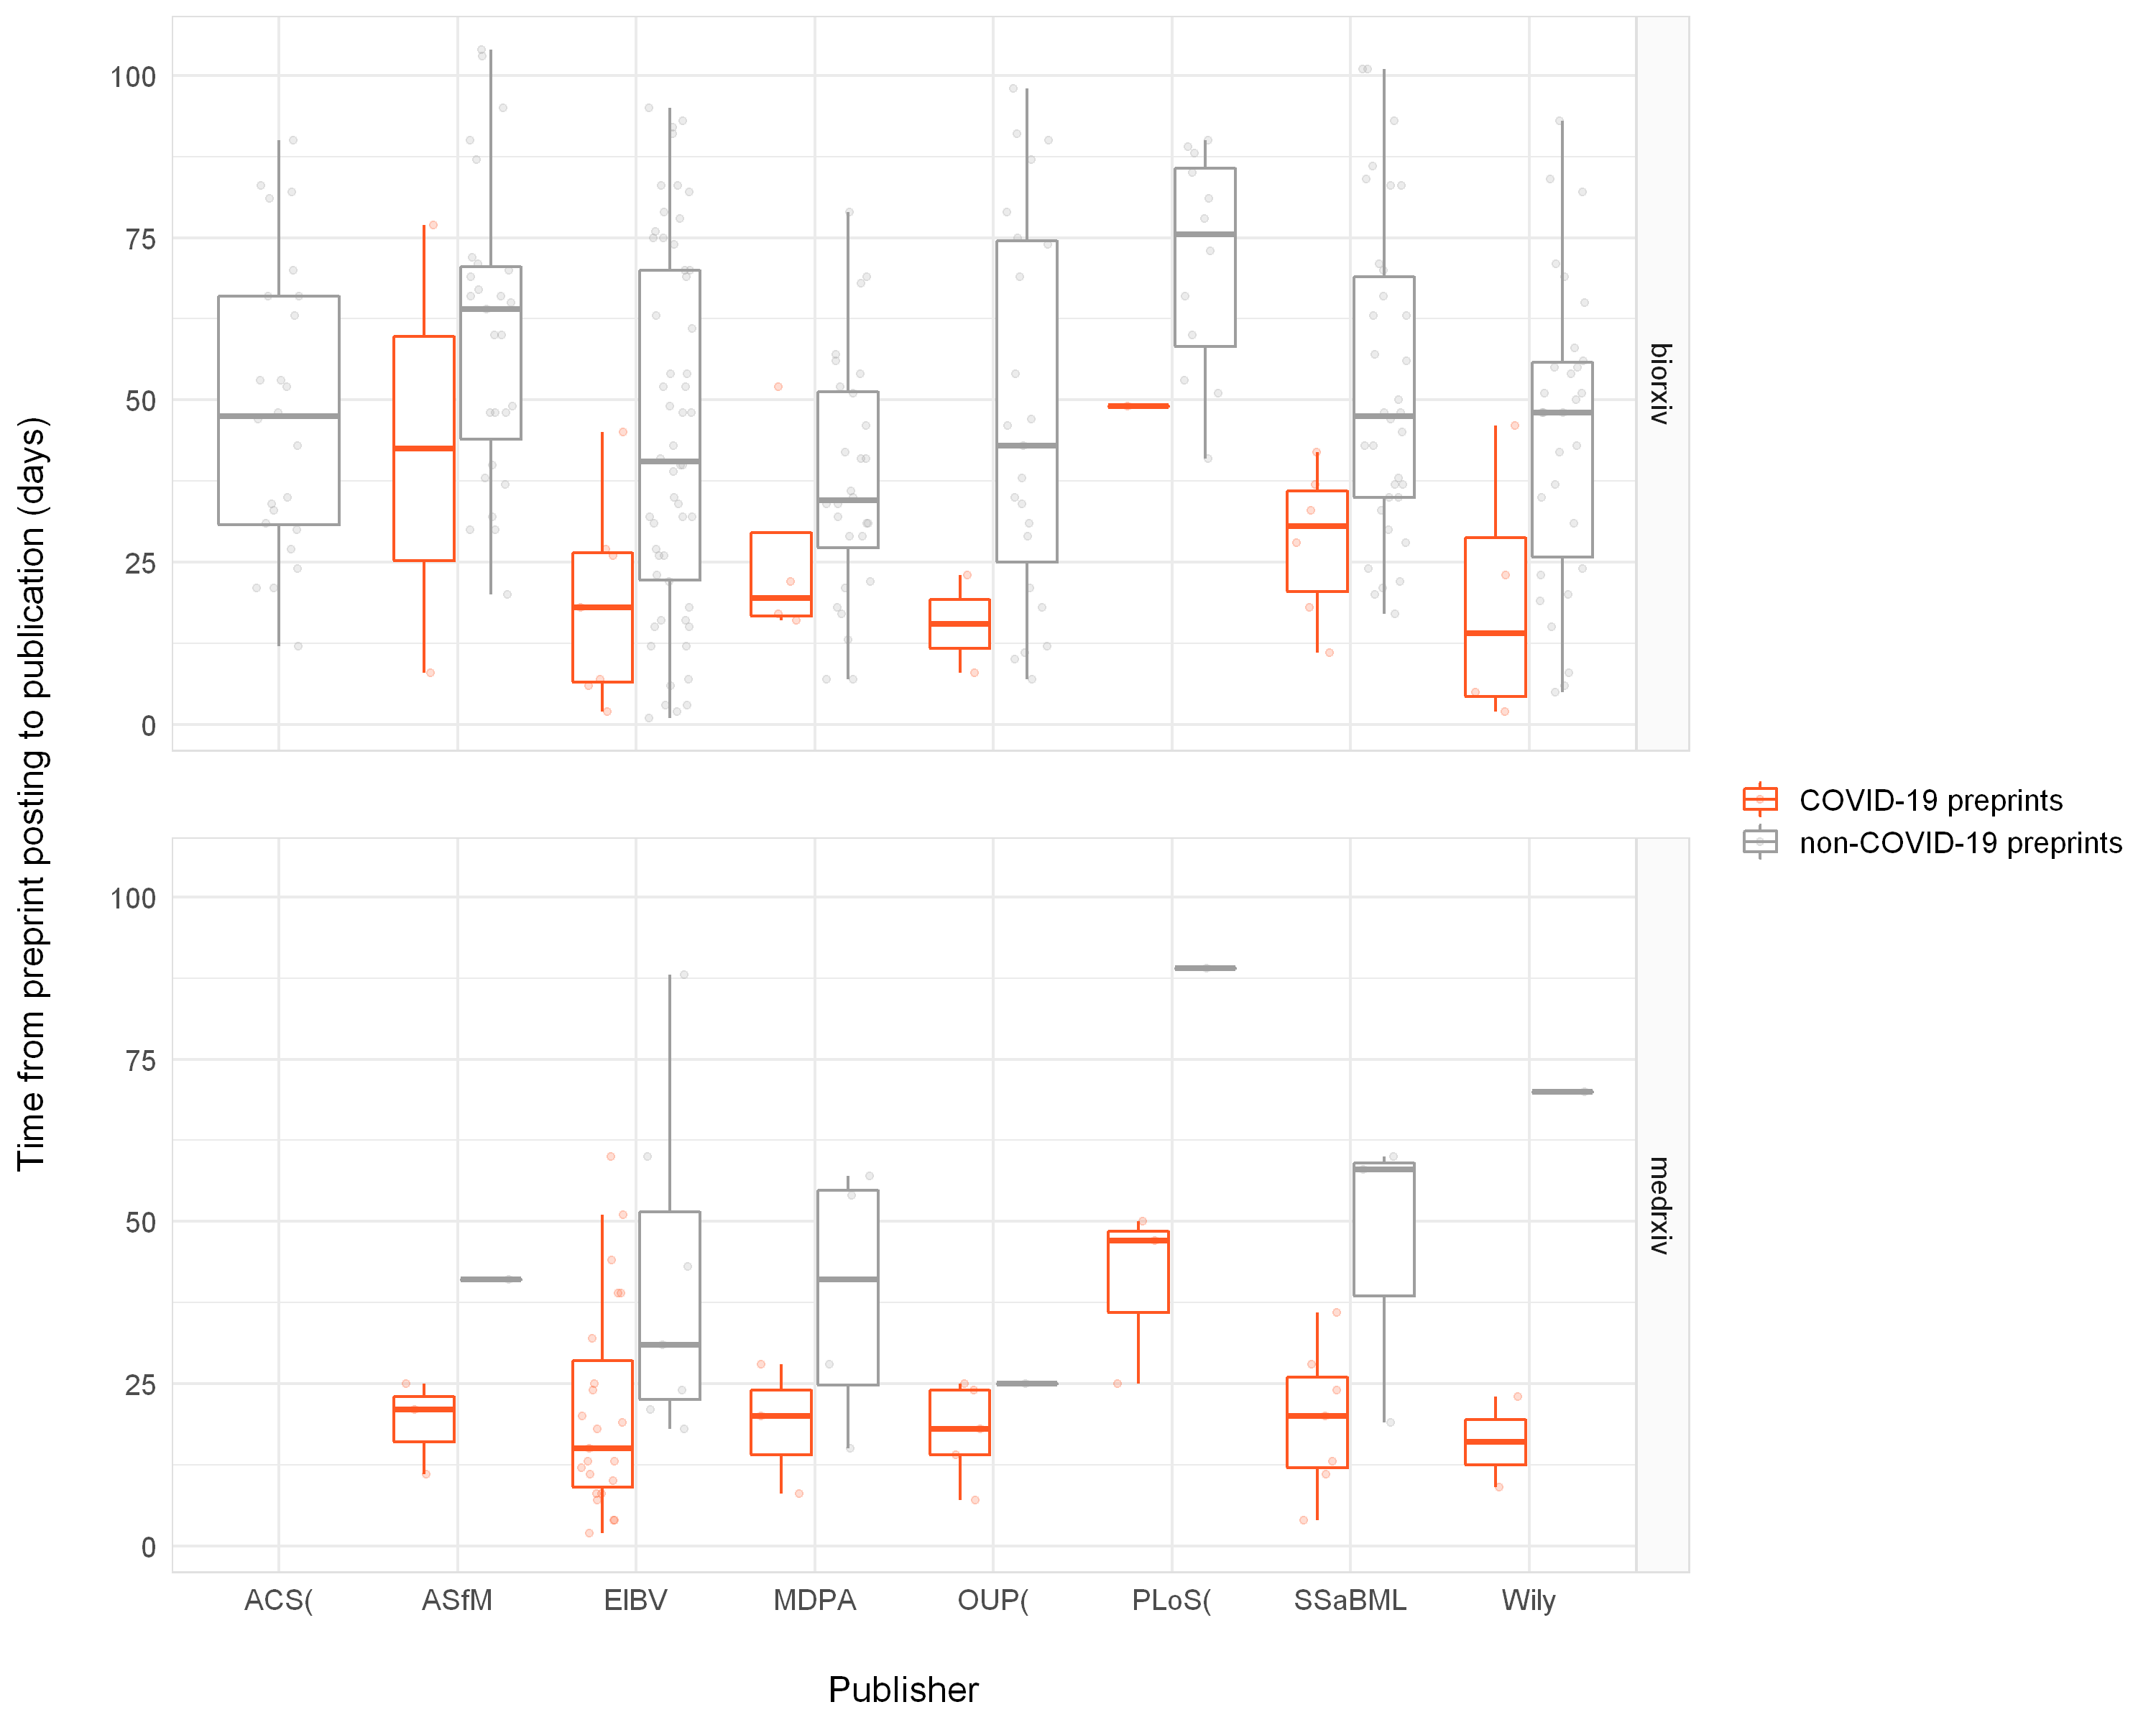 Time from preprint posting to publication (days)
100
75
50
25
0
biorxiv
100
75
50
25
0
medrxiv
ACS( ASfM EIBV MDPA OUP( PLoS( SSaBML Wily
Publisher
COVID-19 preprints
non-COVID-19 preprints